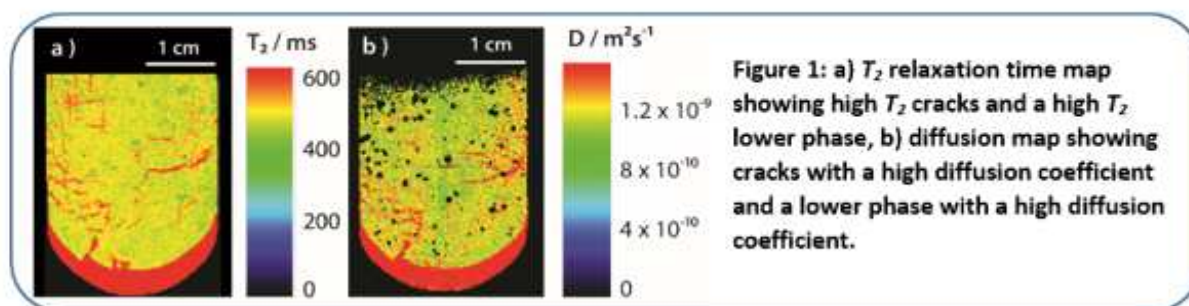 a )
1 cm
T₂ / ms
600
400
200
0
b )
1 cm
D / m²s⁻¹
1.2 x 10⁻⁹
8 x 10⁻¹⁰
4 x 10⁻¹⁰
0
Figure 1: a) T₂ relaxation time map
showing high T₂ cracks and a high T₂
lower phase, b) diffusion map showing
cracks with a high diffusion coefficient
and a lower phase with a high diffusion
coefficient.